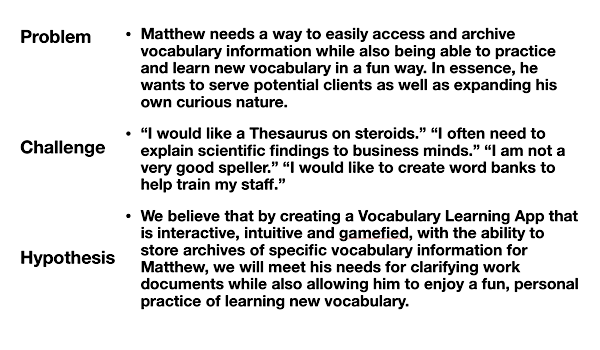 Problem
• Matthew needs a way to easily access and archive
vocabulary information while also being able to practice
and learn new vocabulary in a fun way. In essence, he
wants to serve potential clients as well as expanding his
own curious nature.
Challenge
• “I would like a Thesaurus on steroids.” “I often need to
explain scientific findings to business minds.” “I am not a
very good speller.” “I would like to create word banks to
help train my staff.”
Hypothesis
• We believe that by creating a Vocabulary Learning App that
is interactive, intuitive and gamefied, with the ability to
store archives of specific vocabulary information for
Matthew, we will meet his needs for clarifying work
documents while also allowing him to enjoy a fun, personal
practice of learning new vocabulary.